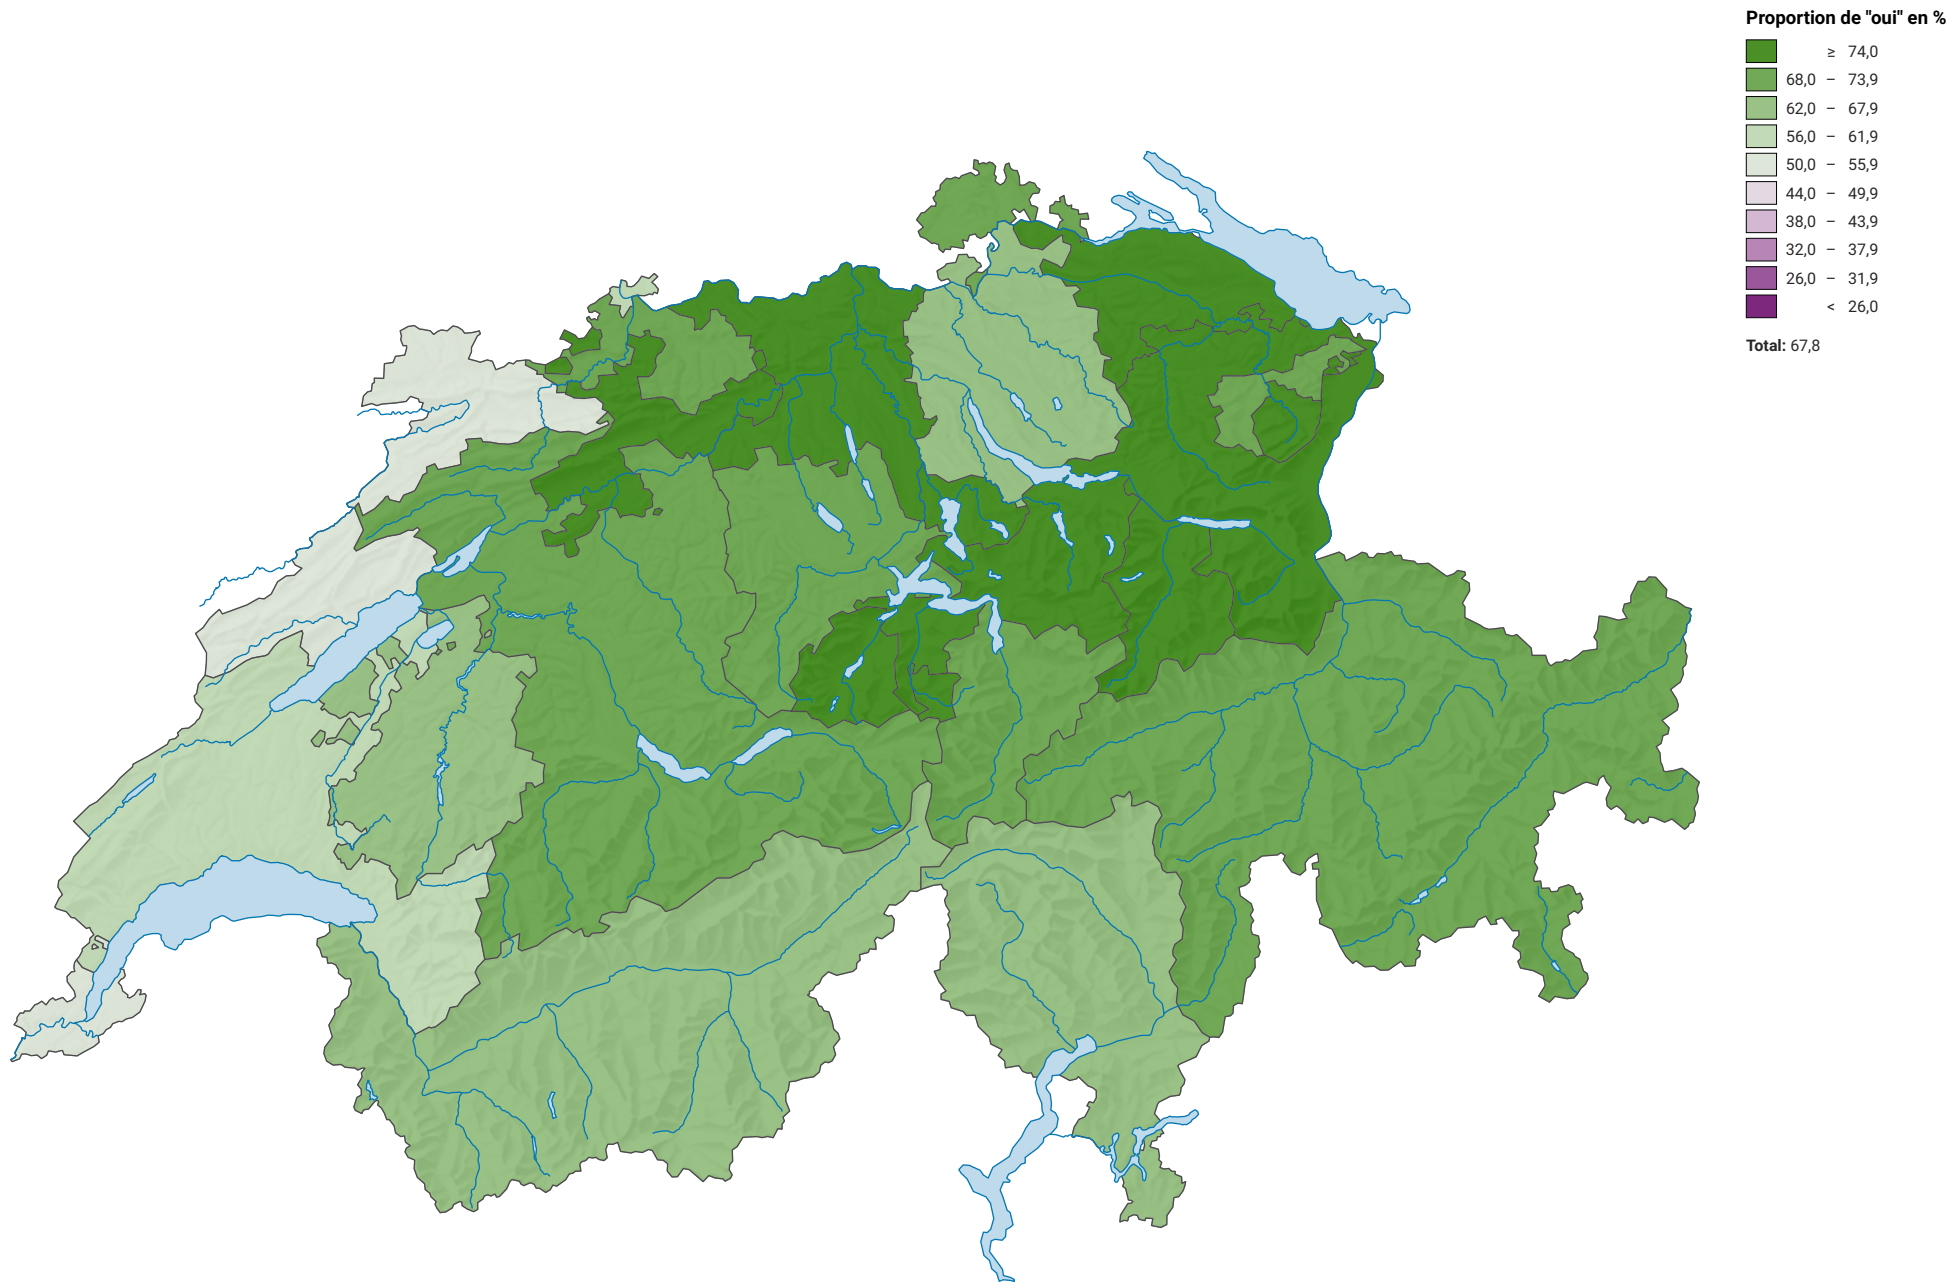 Proportion de "oui" en %
≥ 74,0
68,0 – 73,9
62,0 – 67,9
56,0 – 61,9
50,0 – 55,9
44,0 – 49,9
38,0 – 43,9
32,0 – 37,9
26,0 – 31,9
< 26,0
Total: 67,8